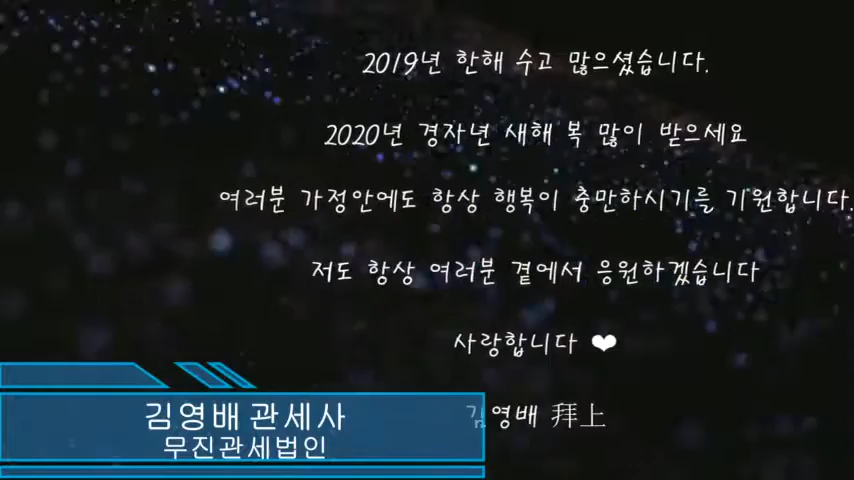 2019년 한해 수고 많으셨습니다.
2020년 경자년 새해 복 많이 받으세요
여러분 가정안에도 항상 행복이 충만하시기를 기원합니다.
저도 항상 여러분 곁에서 응원하겠습니다
사랑합니다 ❤
김영배 拜上
김영배 관세사
무진관세법인